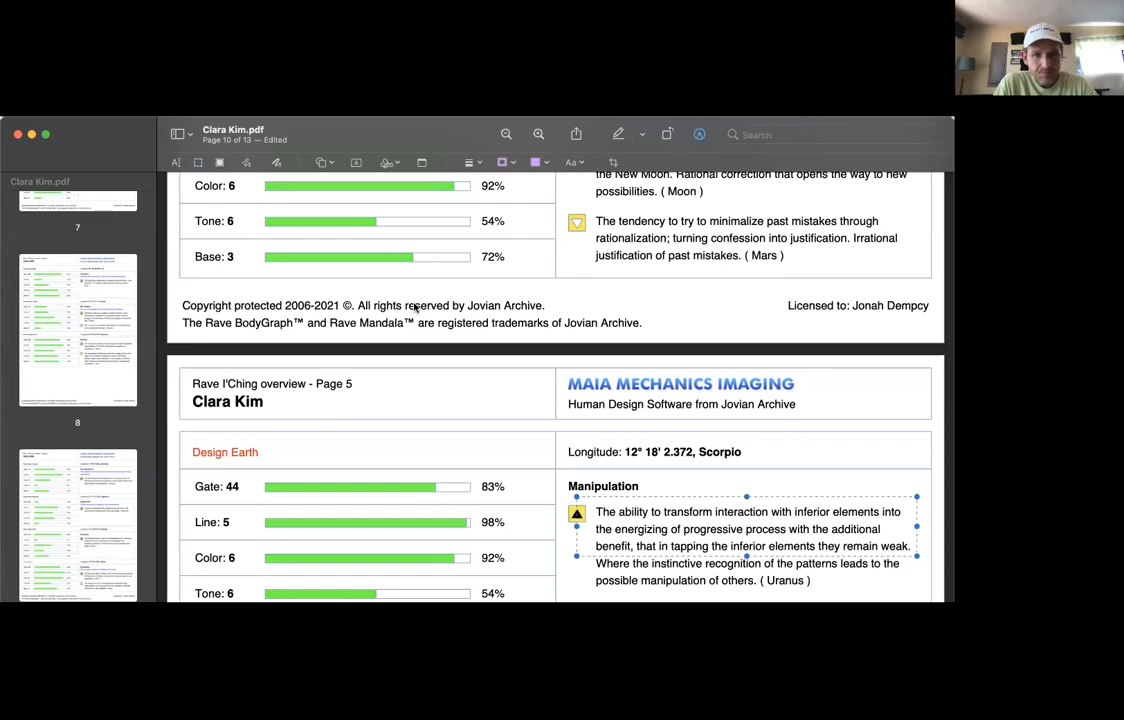 Clara Kim.pdf
Page 10 of 13 — Edited
Search
Clara Kim.pdf
7
8
Color: 6 92%
Tone: 6 54%
Base: 3 72%
the New Moon. Rational correction that opens the way to new
possibilities. ( Moon )
The tendency to try to minimalize past mistakes through
rationalization; turning confession into justification. Irrational
justification of past mistakes. ( Mars )
Copyright protected 2006-2021 ©. All rights reserved by Jovian Archive.
Licensed to: Jonah Dempcy
The Rave BodyGraph™ and Rave Mandala™ are registered trademarks of Jovian Archive.
Rave I'Ching overview - Page 5
Clara Kim
MAIA MECHANICS IMAGING
Human Design Software from Jovian Archive
Design Earth
Longitude: 12° 18' 2.372, Scorpio
Gate: 44 83%
Line: 5 98%
Color: 6 92%
Tone: 6 54%
Manipulation
The ability to transform interaction with inferior elements into
the energizing of progressive process with the additional
benefit, that in tapping the inferior elements they remain weak.
Where the instinctive recognition of the patterns leads to the
possible manipulation of others. ( Uranus )